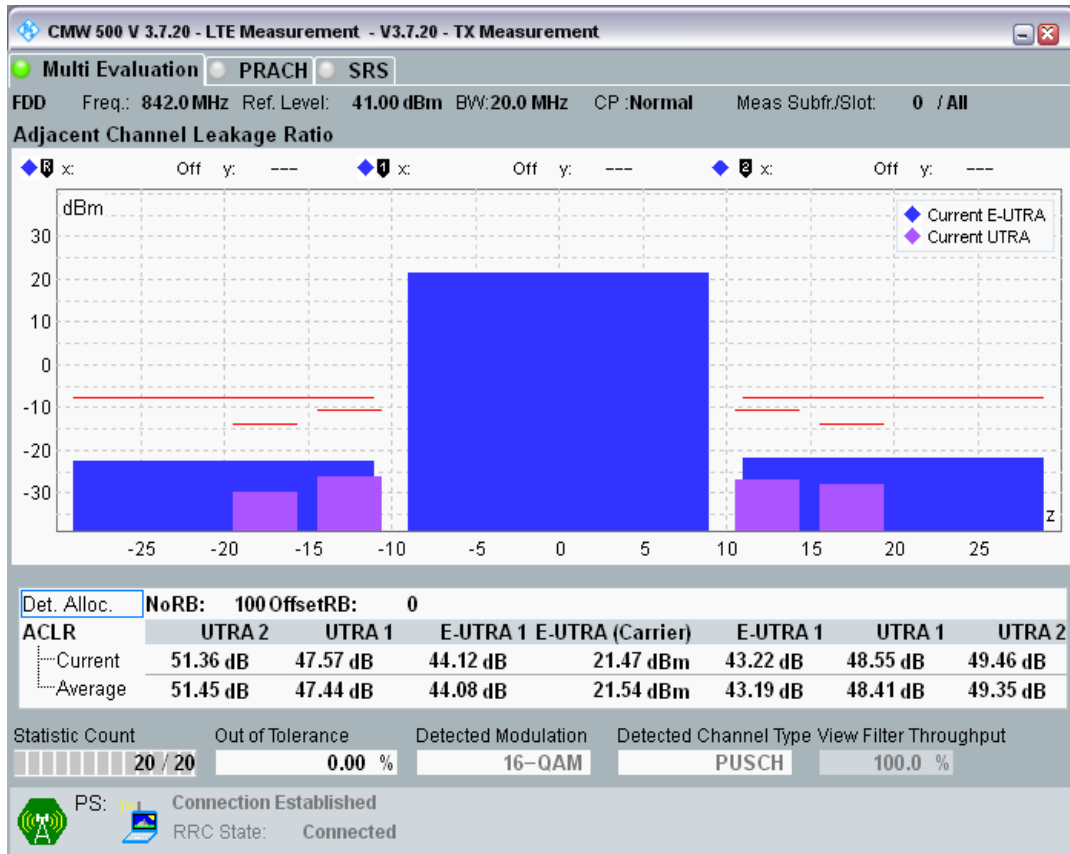 CMW 500 V 3.7.20 - LTE Measurement - V3.7.20 - TX Measurement
Multi Evaluation PRACH SRS
FDD Freq.: 842.0 MHz Ref. Level: 41.00 dBm BW: 20.0 MHz CP :Normal Meas Subfr./Slot: 0 / All
Adjacent Channel Leakage Ratio
R x: Off y: --- 1 x: Off y: --- 2 x: Off y: ---
dBm
Current E-UTRA
Current UTRA
30
20
10
0
-10
-20
-30
z
-25 -20 -15 -10 -5 0 5 10 15 20 25
Det. Alloc. NoRB: 100 OffsetRB: 0
ACLR UTRA 2 UTRA 1 E-UTRA 1 E-UTRA (Carrier) E-UTRA 1 UTRA 1 UTRA 2
Current 51.36 dB 47.57 dB 44.12 dB 21.47 dBm 43.22 dB 48.55 dB 49.46 dB
Average 51.45 dB 47.44 dB 44.08 dB 21.54 dBm 43.19 dB 48.41 dB 49.35 dB
Statistic Count Out of Tolerance Detected Modulation Detected Channel Type View Filter Throughput
20 / 20 0.00 % 16-QAM PUSCH 100.0 %
PS: Connection Established
RRC State: Connected